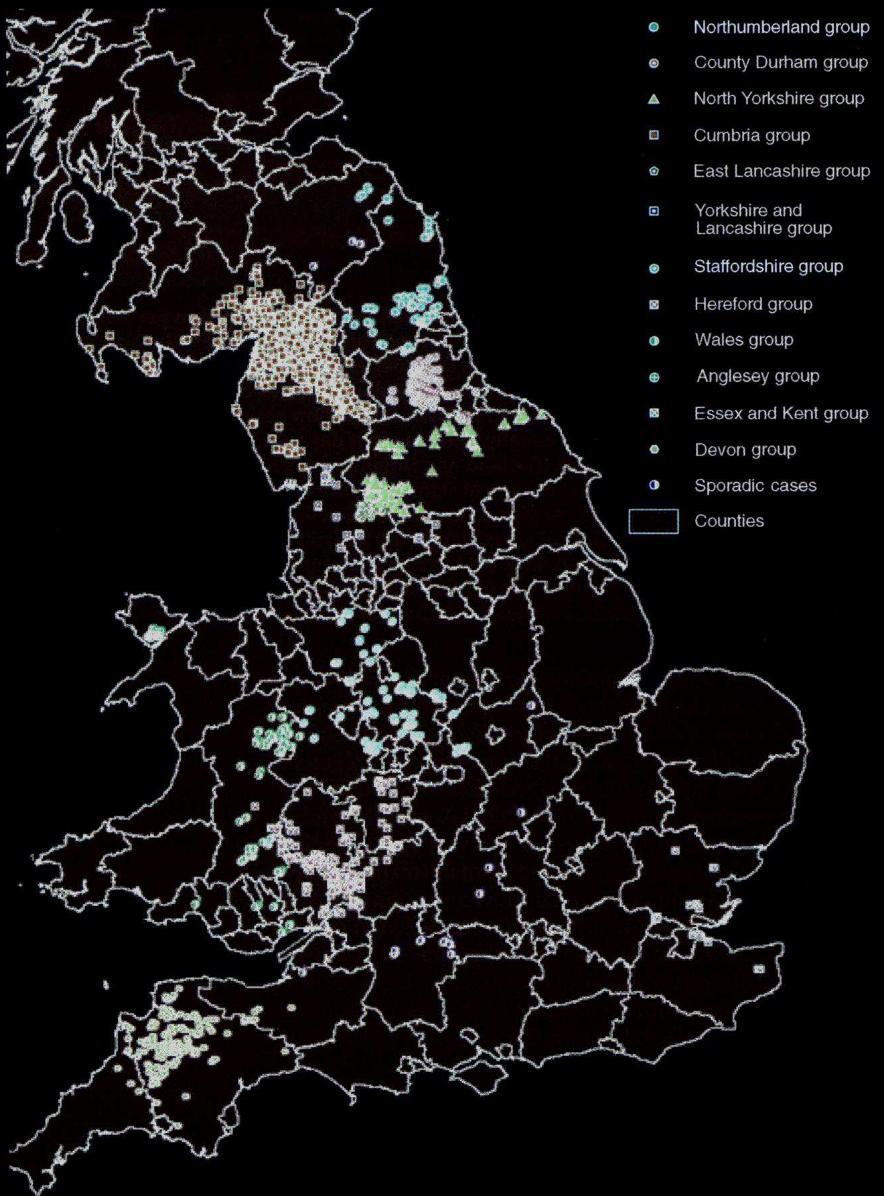 Northumberland group
County Durham group
North Yorkshire group
Cumbria group
East Lancashire group
Yorkshire and
Lancashire group
Staffordshire group
Hereford group
Wales group
Anglesey group
Essex and Kent group
Devon group
Sporadic cases
Counties